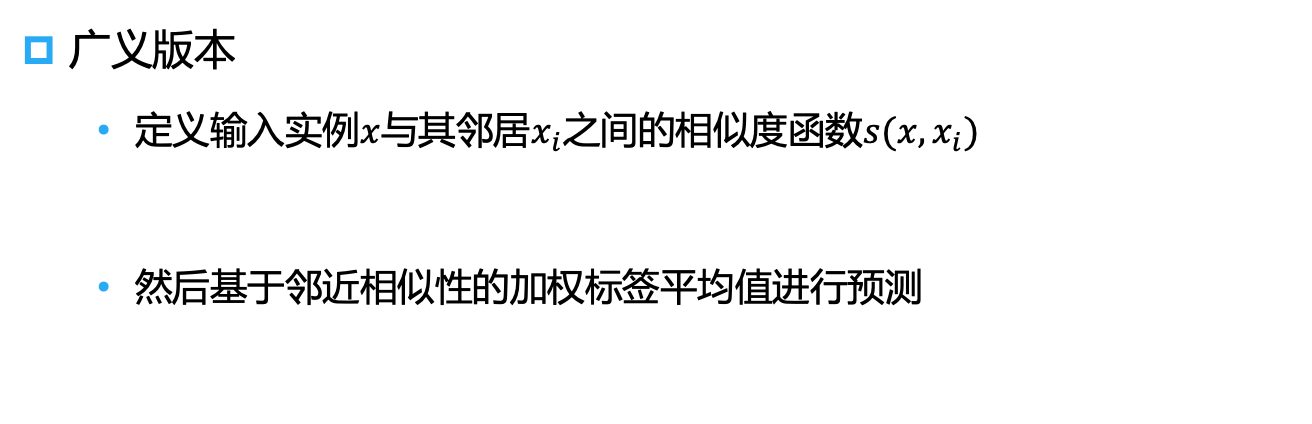 广义版本
• 定义输入实例x与其邻居xᵢ之间的相似度函数s(x, xᵢ)
• 然后基于邻近相似性的加权标签平均值进行预测